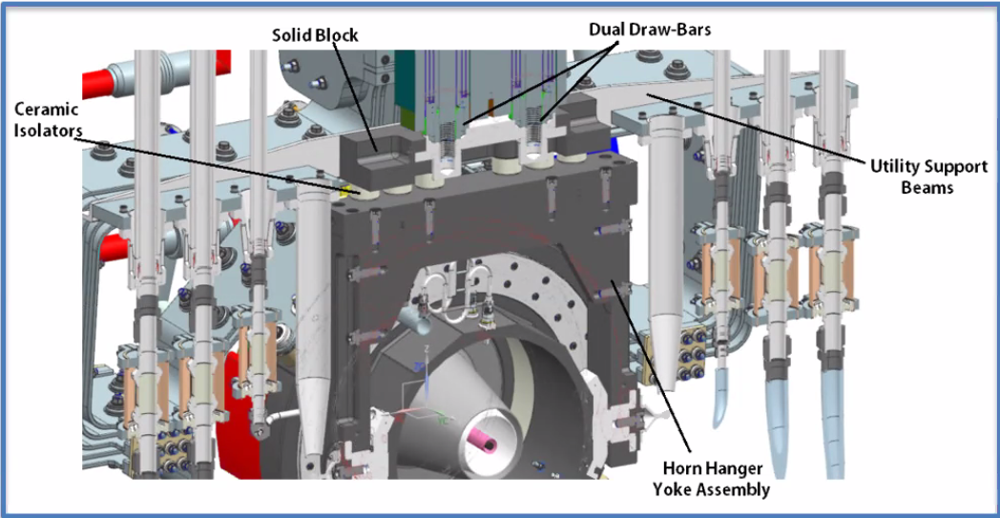 Solid Block
Dual Draw-Bars
Ceramic
Isolators
Utility Support
Beams
Horn Hanger
Yoke Assembly
Z